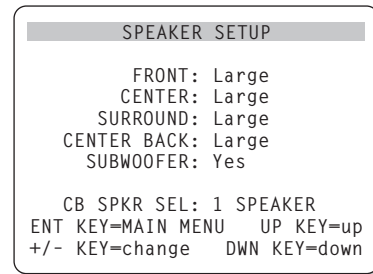 SPEAKER SETUP
FRONT: Large
CENTER: Large
SURROUND: Large
CENTER BACK: Large
SUBWOOFER: Yes
CB SPKR SEL: 1 SPEAKER
ENT KEY=MAIN MENU UP KEY=up
+/- KEY=change DWN KEY=down